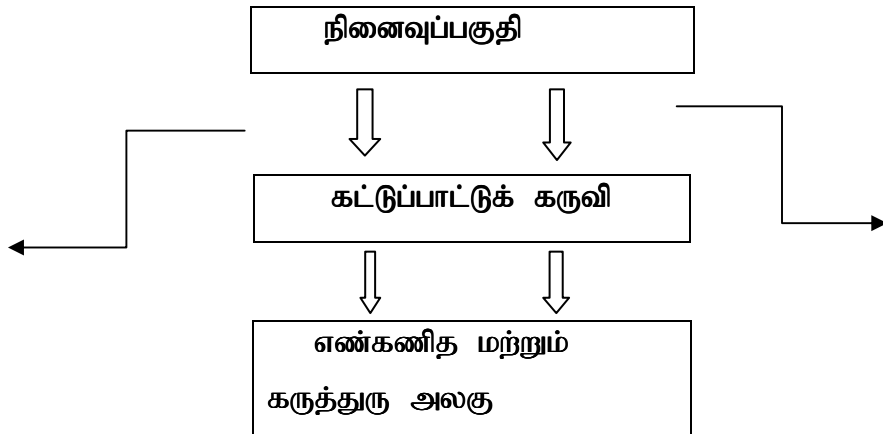 நினைவுப்பகுதி
கட்டுப்பாட்டுக் கருவி
எண்கணித மற்றும்
கருத்துரு அலகு